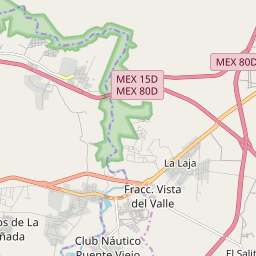 MEX 15D
MEX 80D
MEX 80D
La Laja
Fracc. Vista
del Valle
os de La
ñada
Club Náutico
Puente Viejo
El Salit